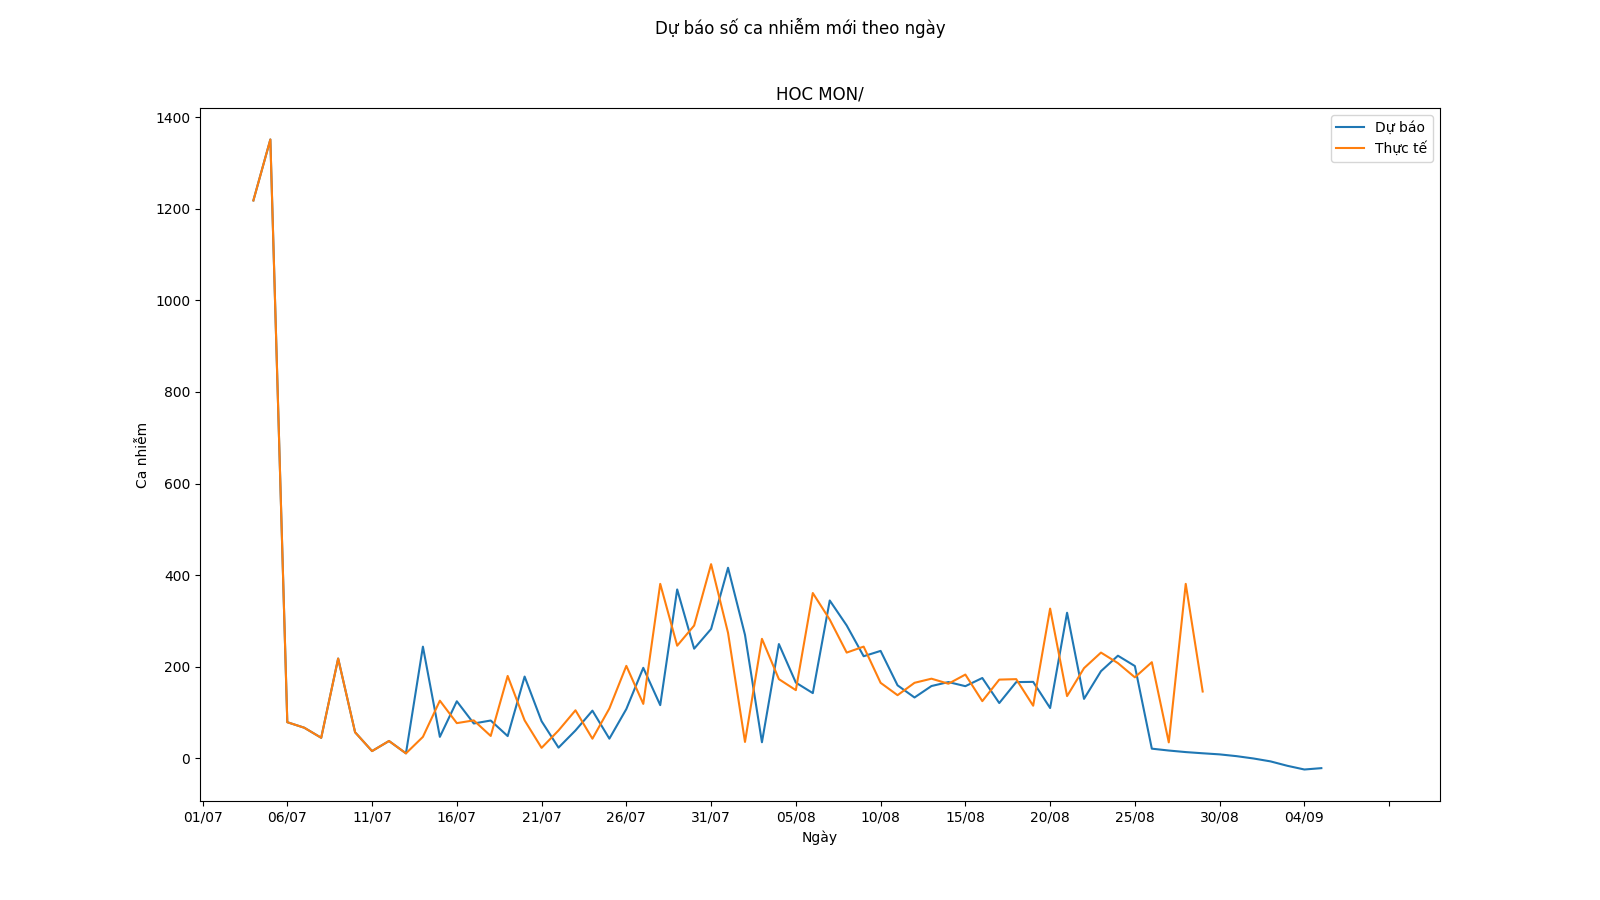 Dự báo số ca nhiễm mới theo ngày
HOC MON/
Dự báo
Thực tế
1400
1200
1000
800
600
400
200
0
Ca nhiễm
01/07 06/07 11/07 16/07 21/07 26/07 31/07 05/08 10/08 15/08 20/08 25/08 30/08 04/09
Ngày